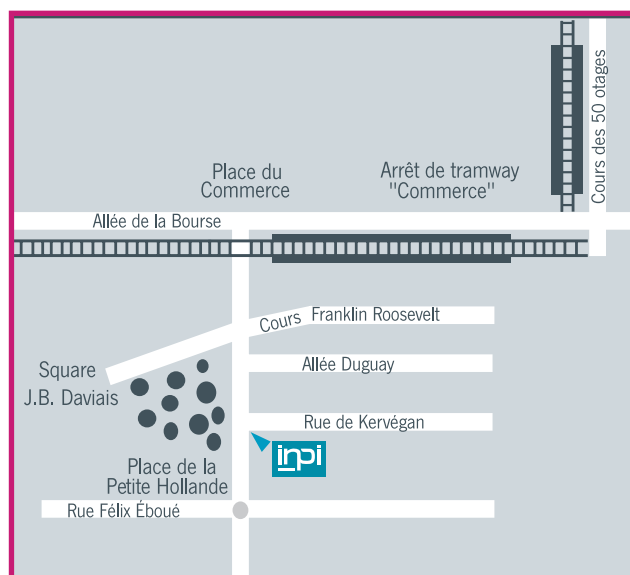 Cours des 50 otages
Place du
Commerce
Arrêt de tramway
"Commerce"
Allée de la Bourse
Cours Franklin Roosevelt
Square
J.B. Daviais
Allée Duguay
Rue de Kervégan
inpi
Place de la
Petite Hollande
Rue Félix Éboué